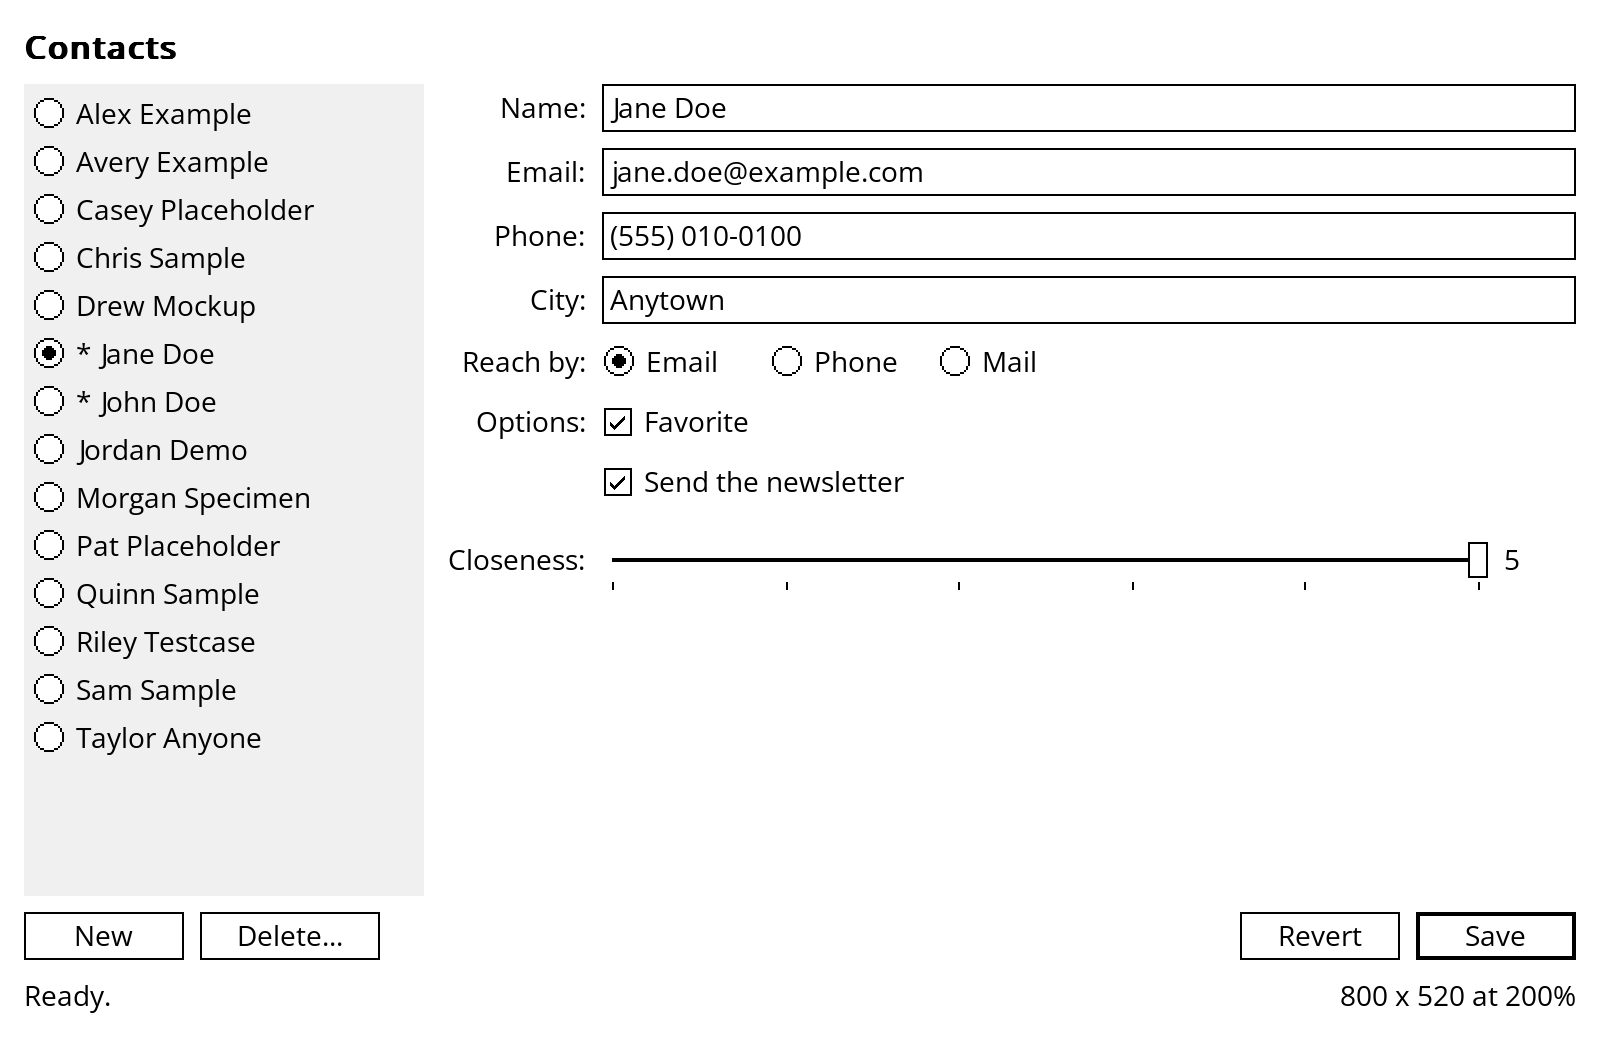 Contacts
Alex Example
Avery Example
Casey Placeholder
Chris Sample
Drew Mockup
* Jane Doe
* John Doe
Jordan Demo
Morgan Specimen
Pat Placeholder
Quinn Sample
Riley Testcase
Sam Sample
Taylor Anyone
Name: Jane Doe
Email: jane.doe@example.com
Phone: (555) 010-0100
City: Anytown
Reach by: Email Phone Mail
Options: Favorite
Send the newsletter
Closeness: 5
New Delete... Revert Save
Ready. 800 x 520 at 200%